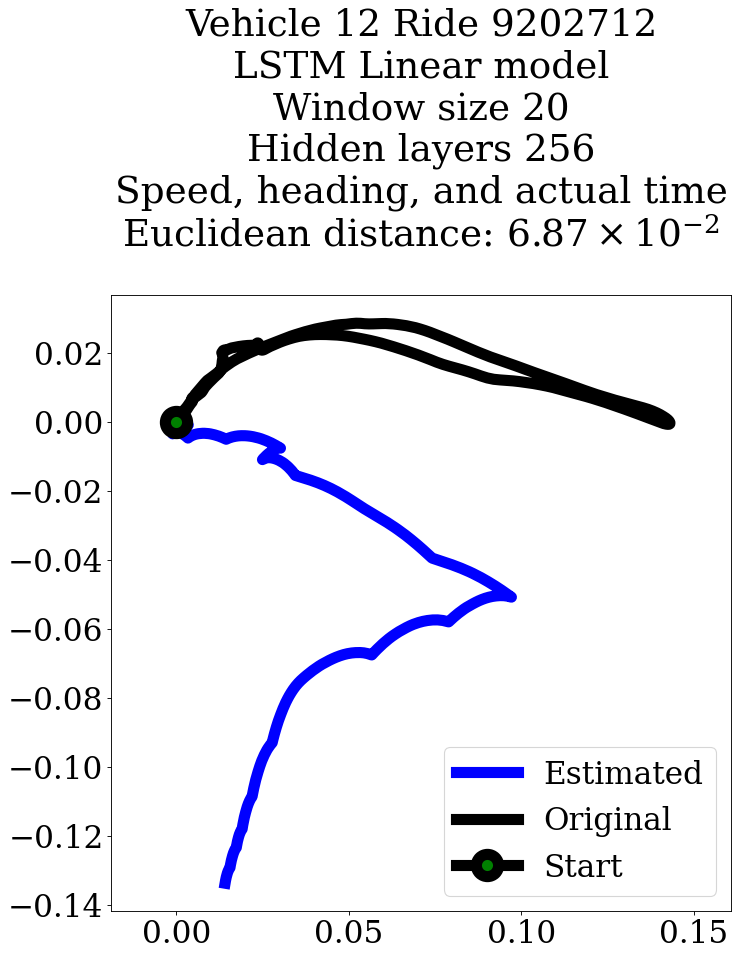 Vehicle 12 Ride 9202712
LSTM Linear model
Window size 20
Hidden layers 256
Speed, heading, and actual time
Euclidean distance: 6.87 × 10⁻²
0.02
0.00
−0.02
−0.04
−0.06
−0.08
−0.10
−0.12
−0.14
Estimated
Original
Start
0.00 0.05 0.10 0.15